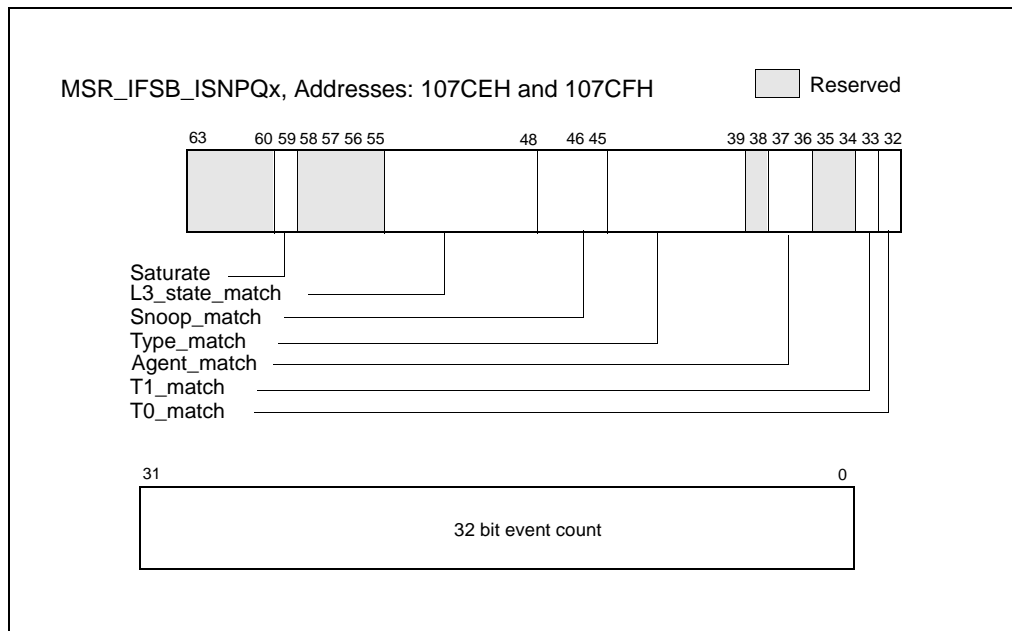 MSR_IFSB_ISNPQx, Addresses: 107CEH and 107CFH
Reserved
63 60 59 58 57 56 55 48 46 45 39 38 37 36 35 34 33 32
Saturate
L3_state_match
Snoop_match
Type_match
Agent_match
T1_match
T0_match
31 0
32 bit event count